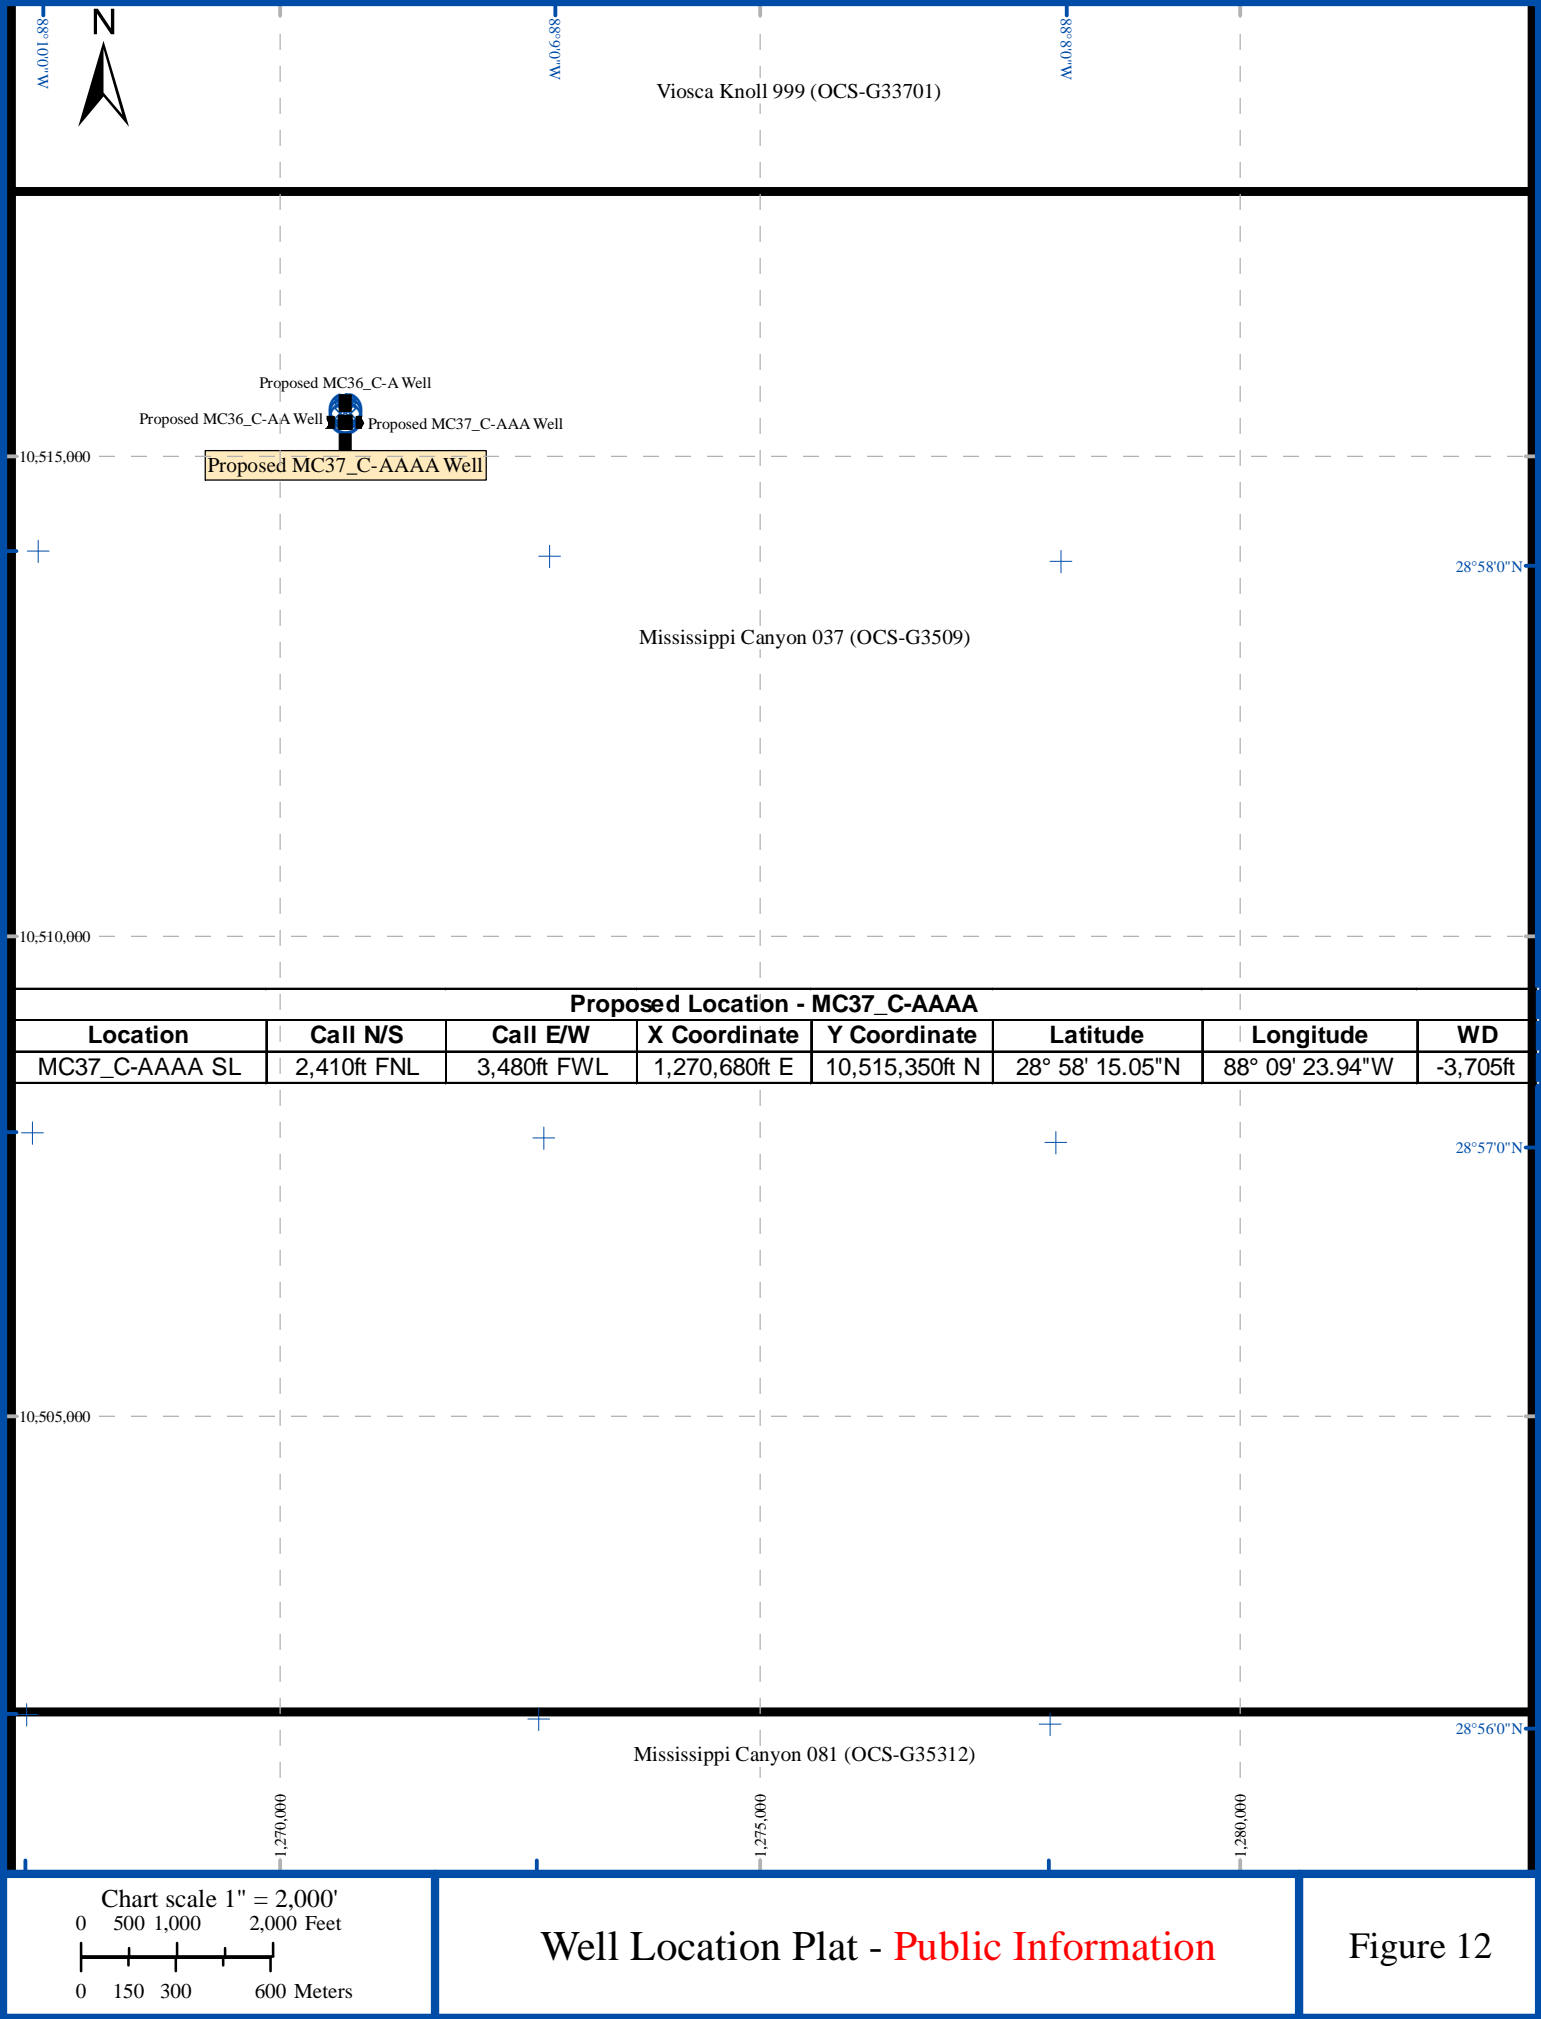 N
88°10'0"W
88°9'0"W
88°8'0"W
Viosca Knoll 999 (OCS-G33701)
Proposed MC36_C-A Well
Proposed MC36_C-AA Well
Proposed MC37_C-AAA Well
10,515,000
Proposed MC37_C-AAAA Well
28°58'0"N
Mississippi Canyon 037 (OCS-G3509)
10,510,000
Proposed Location - MC37_C-AAAA
Location Call N/S Call E/W X Coordinate Y Coordinate Latitude Longitude WD
MC37_C-AAAA SL 2,410ft FNL 3,480ft FWL 1,270,680ft E 10,515,350ft N 28° 58' 15.05"N 88° 09' 23.94"W -3,705ft
28°57'0"N
10,505,000
28°56'0"N
Mississippi Canyon 081 (OCS-G35312)
1,270,000
1,275,000
1,280,000
Chart scale 1" = 2,000'
0 500 1,000 2,000 Feet
0 150 300 600 Meters
Well Location Plat - Public Information
Figure 12